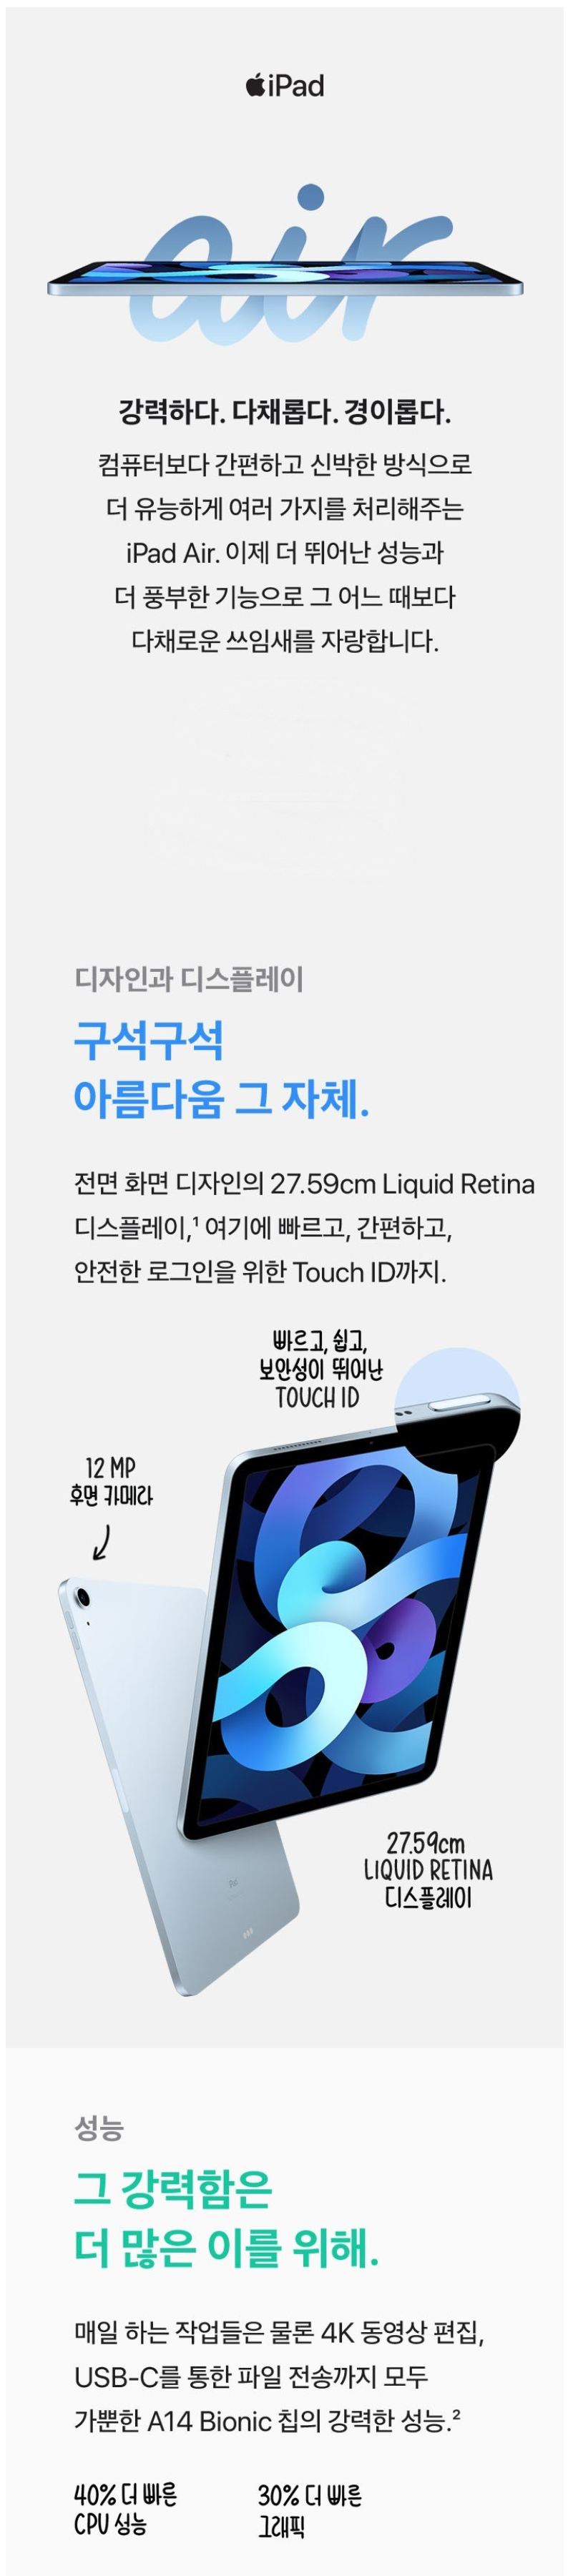 iPad
air
강력하다. 다채롭다. 경이롭다.
컴퓨터보다 간편하고 신박한 방식으로
더 유능하게 여러 가지를 처리해주는
iPad Air. 이제 더 뛰어난 성능과
더 풍부한 기능으로 그 어느 때보다
다채로운 쓰임새를 자랑합니다.
디자인과 디스플레이
구석구석
아름다움 그 자체.
전면 화면 디자인의 27.59cm Liquid Retina
디스플레이,¹ 여기에 빠르고, 간편하고,
안전한 로그인을 위한 Touch ID까지.
빠르고, 쉽고,
보안성이 뛰어난
TOUCH ID
12 MP
후면 카메라
iPad
27.59cm
LIQUID RETINA
디스플레이
성능
그 강력함은
더 많은 이를 위해.
매일 하는 작업들은 물론 4K 동영상 편집,
USB-C를 통한 파일 전송까지 모두
가뿐한 A14 Bionic 칩의 강력한 성능.²
40% 더 빠른
CPU 성능
30% 더 빠른
그래픽